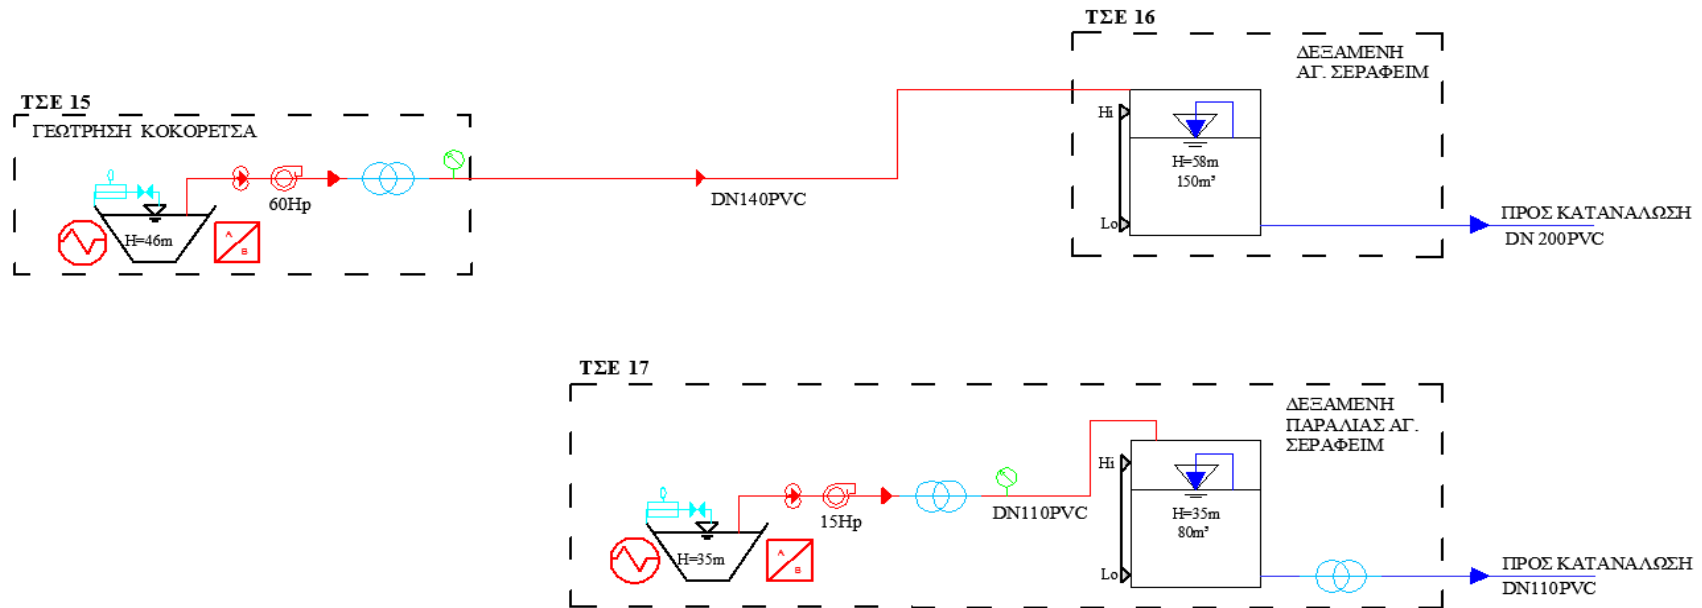 ΤΣΕ 16
ΔΕΞΑΜΕΝΗ
ΑΓ. ΣΕΡΑΦΕΙΜ
Hi
H=58m
150m³
Lo
ΠΡΟΣ ΚΑΤΑΝΑΛΩΣΗ
DN 200PVC
ΤΣΕ 15
ΓΕΩΤΡΗΣΗ ΚΟΚΟΡΕΤΣΑ
60Hp
H=46m
A
B
DN140PVC
ΤΣΕ 17
ΔΕΞΑΜΕΝΗ
ΠΑΡΑΛΙΑΣ ΑΓ.
ΣΕΡΑΦΕΙΜ
Hi
H=35m
80m³
Lo
15Hp
DN110PVC
H=35m
A
B
ΠΡΟΣ ΚΑΤΑΝΑΛΩΣΗ
DN110PVC